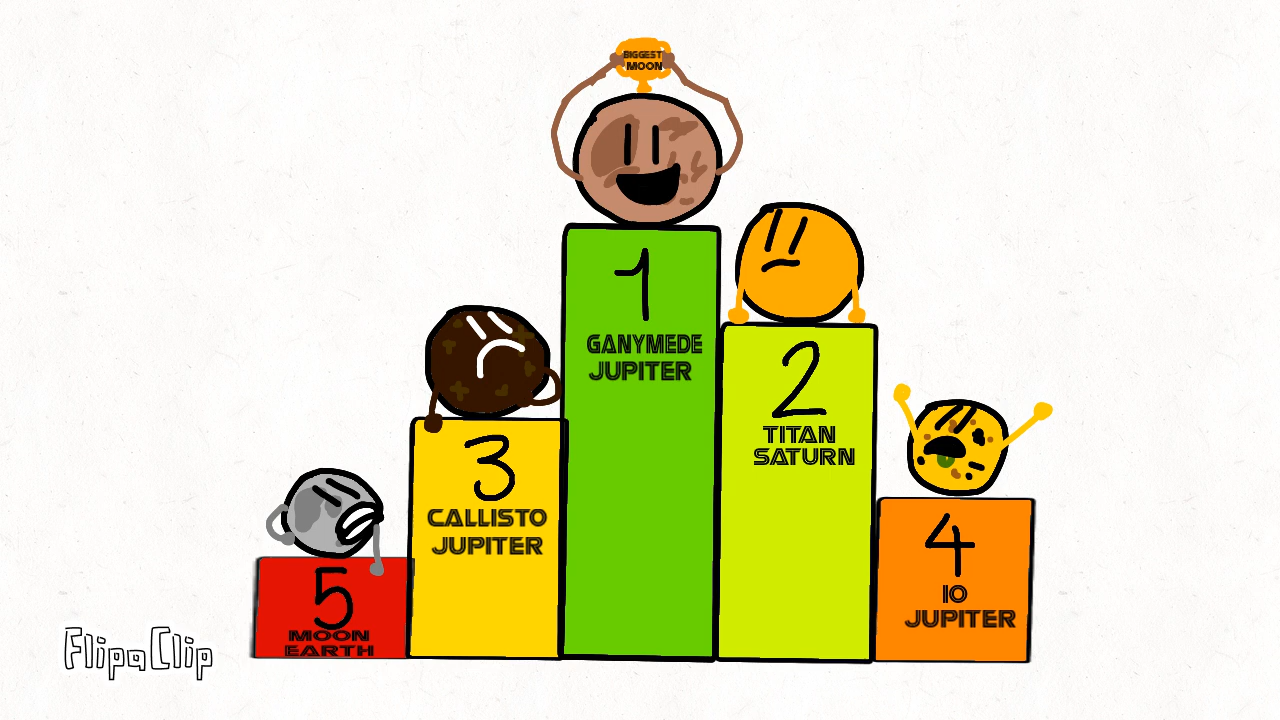 BIGGEST
MOON
1
GANYMEDE
JUPITER
2
TITAN
SATURN
3
CALLISTO
JUPITER
4
IO
JUPITER
5
MOON
EARTH
FlipaClip